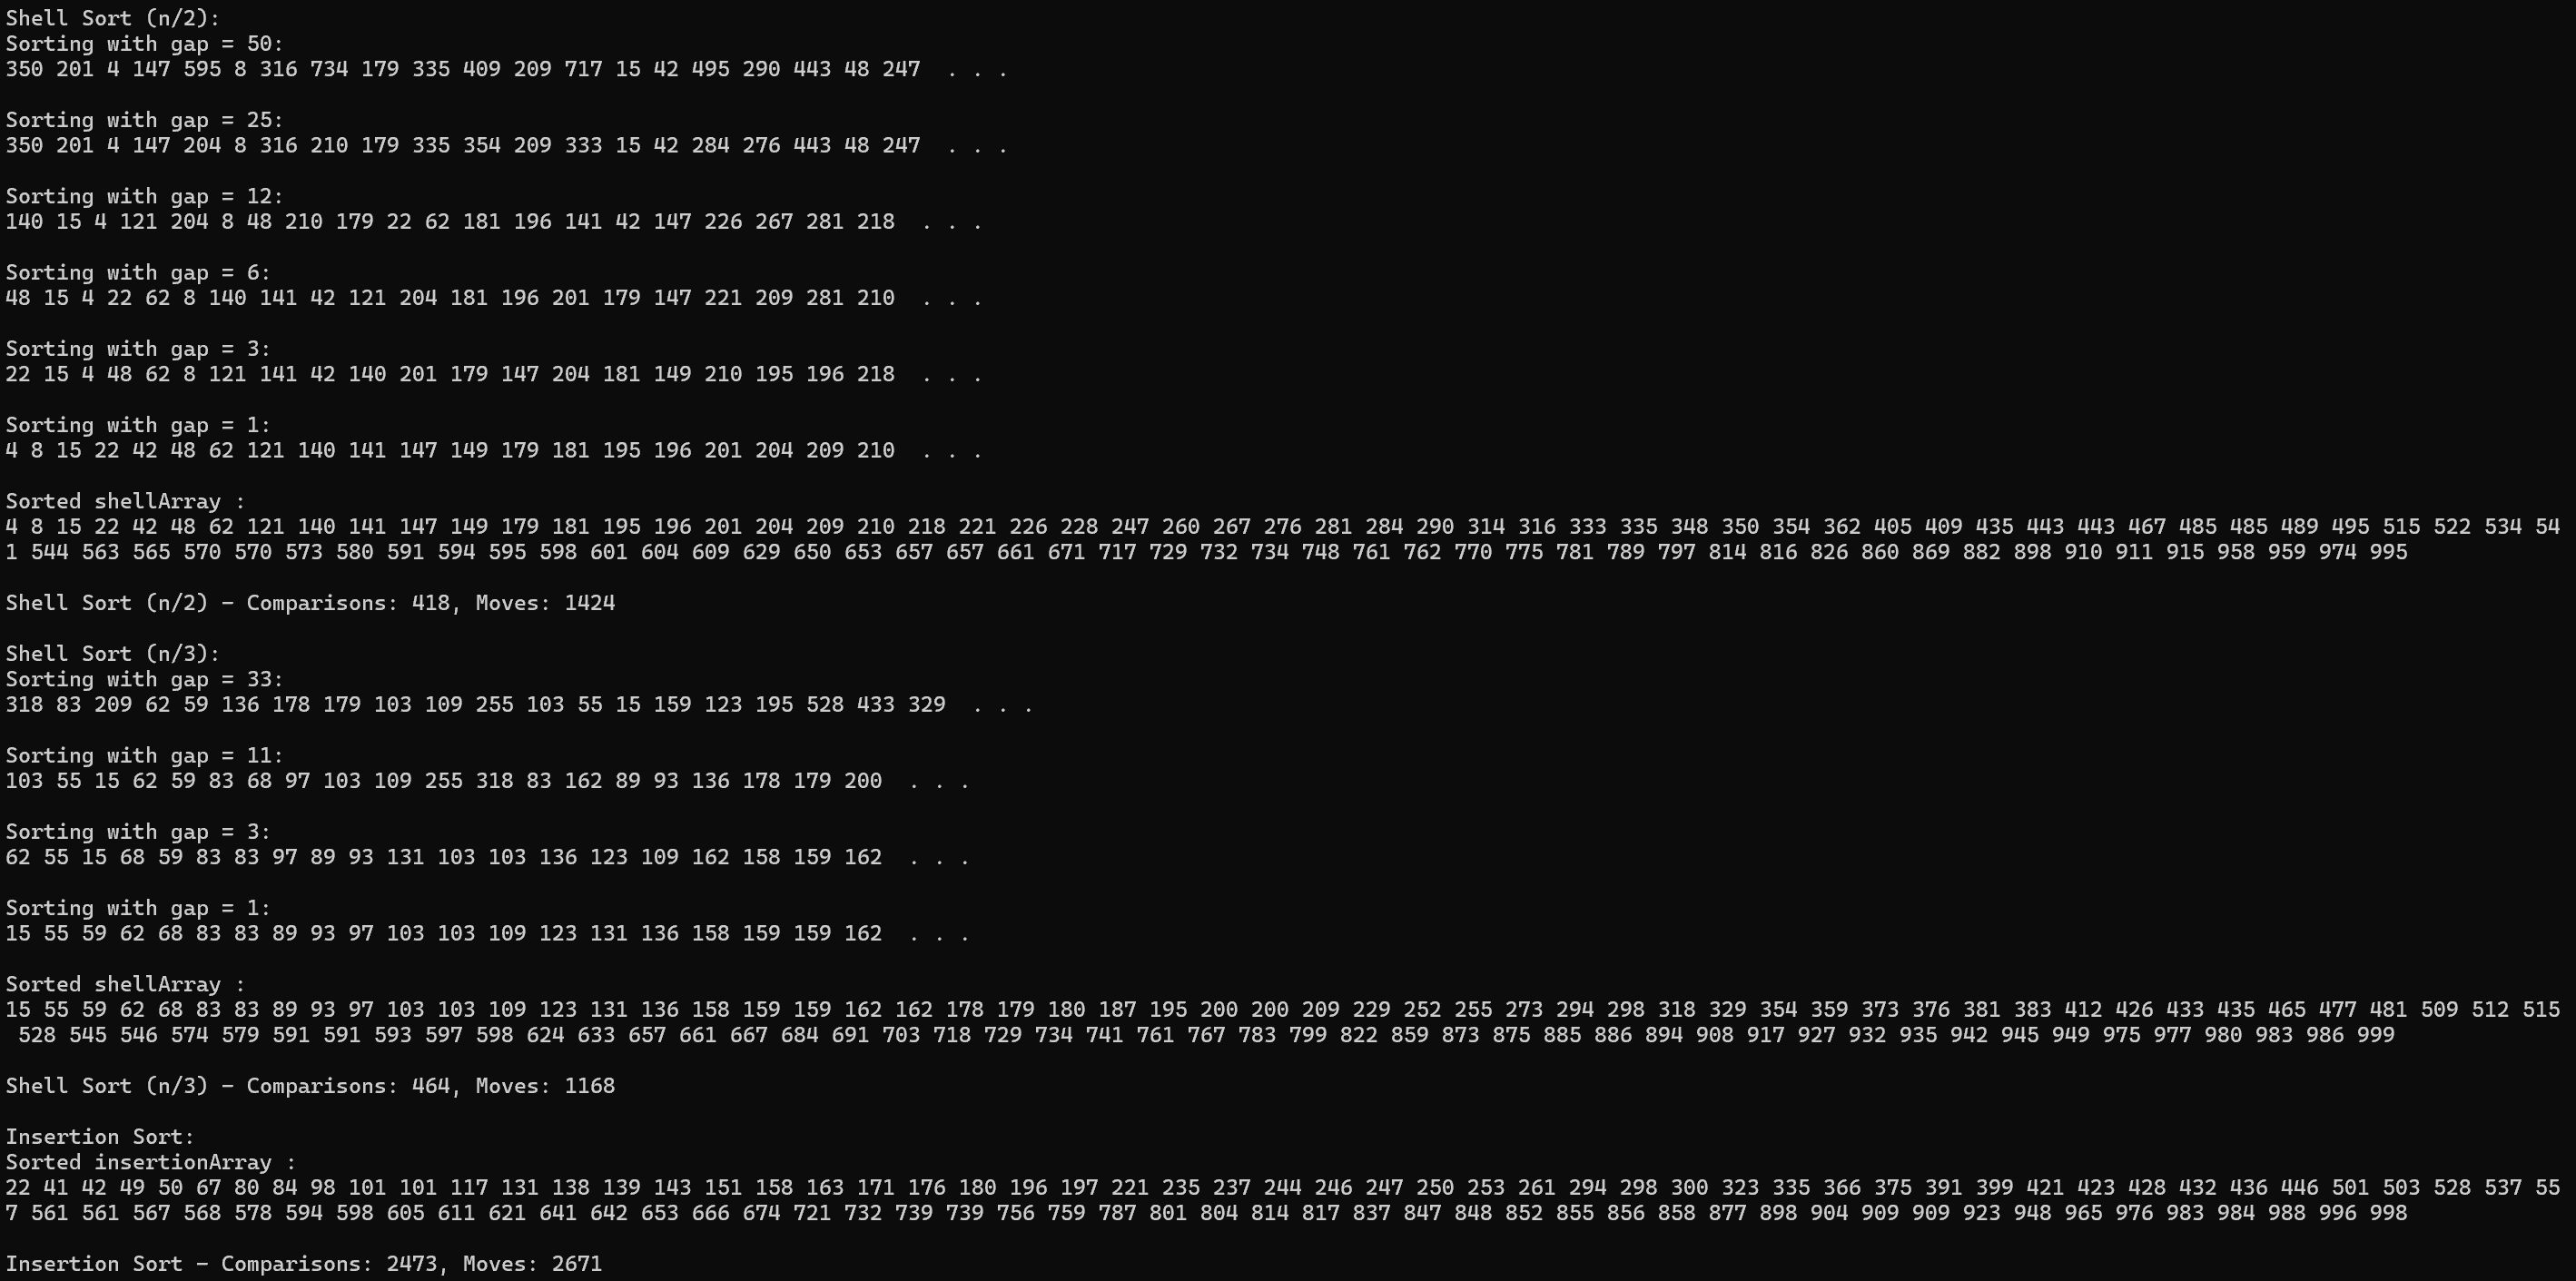 Shell Sort (n/2):
Sorting with gap = 50:
350 201 4 147 595 8 316 734 179 335 409 209 717 15 42 495 290 443 48 247  . . .
Sorting with gap = 25:
350 201 4 147 204 8 316 210 179 335 354 209 333 15 42 284 276 443 48 247  . . .
Sorting with gap = 12:
140 15 4 121 204 8 48 210 179 22 62 181 196 141 42 147 226 267 281 218  . . .
Sorting with gap = 6:
48 15 4 22 62 8 140 141 42 121 204 181 196 201 179 147 221 209 281 210  . . .
Sorting with gap = 3:
22 15 4 48 62 8 121 141 42 140 201 179 147 204 181 149 210 195 196 218  . . .
Sorting with gap = 1:
4 8 15 22 42 48 62 121 140 141 147 149 179 181 195 196 201 204 209 210  . . .
Sorted shellArray :
4 8 15 22 42 48 62 121 140 141 147 149 179 181 195 196 201 204 209 210 218 221 226 228 247 260 267 276 281 284 290 314 316 333 335 348 350 354 362 405 409 435 443 443 467 485 485 489 495 515 522 534 54
1 544 563 565 570 570 573 580 591 594 595 598 601 604 609 629 650 653 657 657 661 671 717 729 732 734 748 761 762 770 775 781 789 797 814 816 826 860 869 882 898 910 911 915 958 959 974 995
Shell Sort (n/2) - Comparisons: 418, Moves: 1424
Shell Sort (n/3):
Sorting with gap = 33:
318 83 209 62 59 136 178 179 103 109 255 103 55 15 159 123 195 528 433 329  . . .
Sorting with gap = 11:
103 55 15 62 59 83 68 97 103 109 255 318 83 162 89 93 136 178 179 200  . . .
Sorting with gap = 3:
62 55 15 68 59 83 83 97 89 93 131 103 103 136 123 109 162 158 159 162  . . .
Sorting with gap = 1:
15 55 59 62 68 83 83 89 93 97 103 103 109 123 131 136 158 159 159 162  . . .
Sorted shellArray :
15 55 59 62 68 83 83 89 93 97 103 103 109 123 131 136 158 159 159 162 162 178 179 180 187 195 200 200 209 229 252 255 273 294 298 318 329 354 359 373 376 381 383 412 426 433 435 465 477 481 509 512 515
528 545 546 574 579 591 591 593 597 598 624 633 657 661 667 684 691 703 718 729 734 741 761 767 783 799 822 859 873 875 885 886 894 908 917 927 932 935 942 945 949 975 977 980 983 986 999
Shell Sort (n/3) - Comparisons: 464, Moves: 1168
Insertion Sort:
Sorted insertionArray :
22 41 42 49 50 67 80 84 98 101 101 117 131 138 139 143 151 158 163 171 176 180 196 197 221 235 237 244 246 247 250 253 261 294 298 300 323 335 366 375 391 399 421 423 428 432 436 446 501 503 528 537 55
7 561 561 567 568 578 594 598 605 611 621 641 642 653 666 674 721 732 739 739 756 759 787 801 804 814 817 837 847 848 852 855 856 858 877 898 904 909 909 923 948 965 976 983 984 988 996 998
Insertion Sort - Comparisons: 2473, Moves: 2671